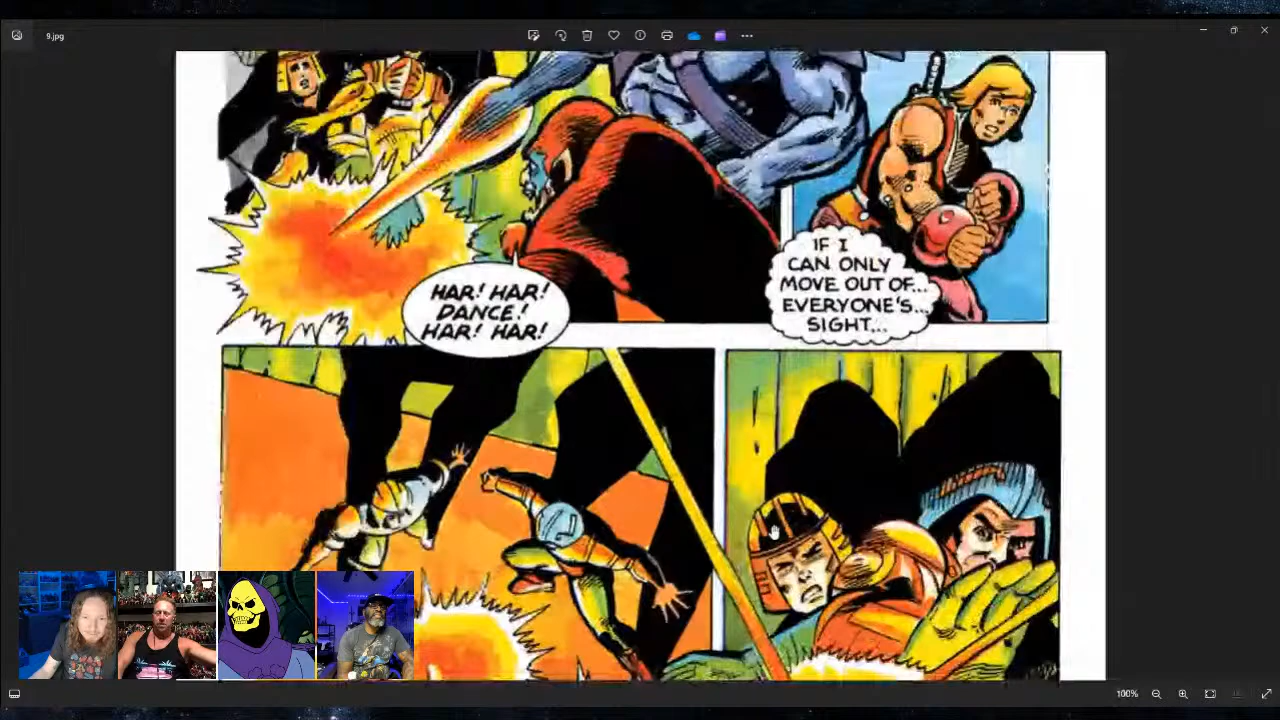 9.jpg
IF I
CAN ONLY
MOVE OUT OF...
EVERYONE'S...
SIGHT...
HAR! HAR!
DANCE!
HAR! HAR!
100%